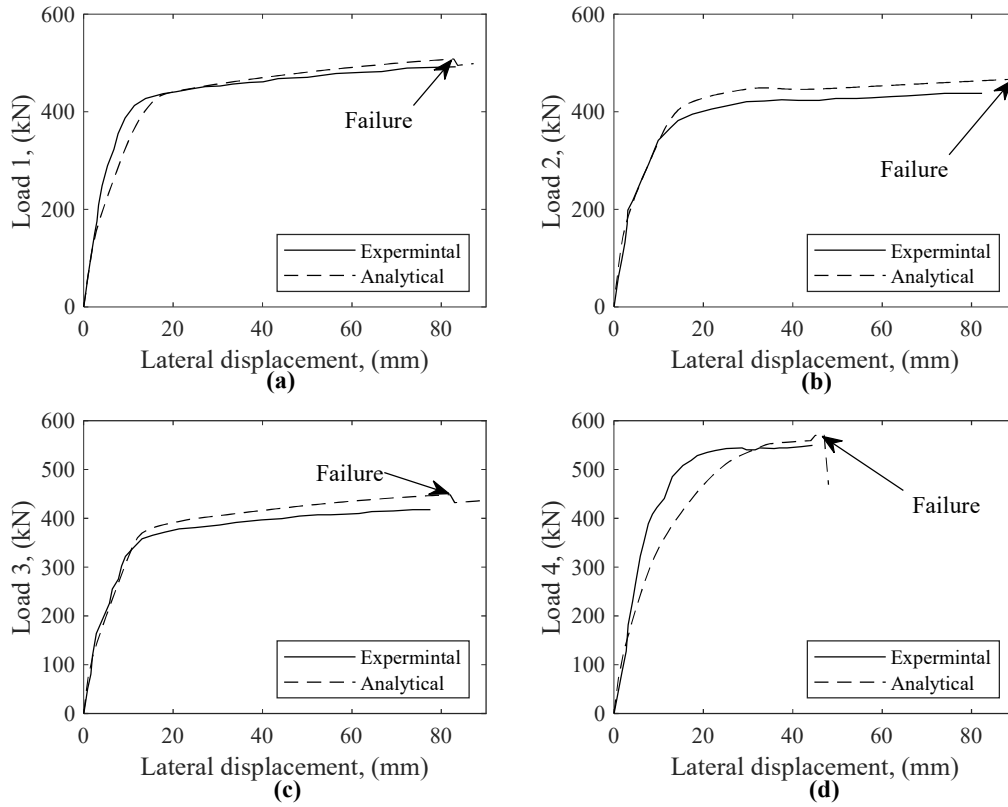 600
400
200
0
Load 1, (kN)
Failure
Expermintal
Analytical
0 20 40 60 80
Lateral displacement, (mm)
(a)
600
400
200
0
Load 2, (kN)
Failure
Expermintal
Analytical
0 20 40 60 80
Lateral displacement, (mm)
(b)
600
500
400
300
200
100
0
Load 3, (kN)
Failure
Expermintal
Analytical
0 20 40 60 80
Lateral displacement, (mm)
(c)
600
500
400
300
200
100
0
Load 4, (kN)
Failure
Expermintal
Analytical
0 20 40 60 80
Lateral displacement, (mm)
(d)